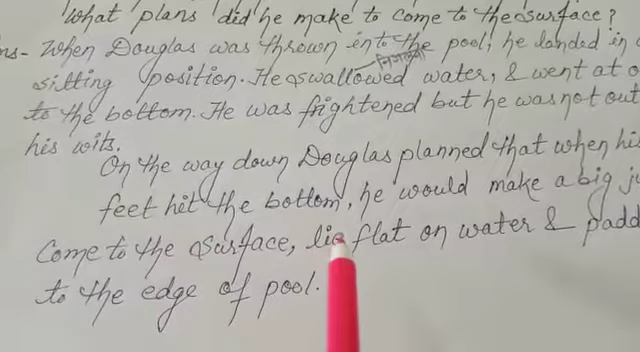 What plans did he make to come to the surface?
Ans- When Douglas was thrown into the pool, he landed in
निगलना
sitting position. He swallowed water, & went at
to the bottom. He was frightened but he was not out
his wits.
On the way down Douglas planned that when his
feet hit the bottom, he would make a big
Come to the surface, lie flat on water &
to the edge of pool.